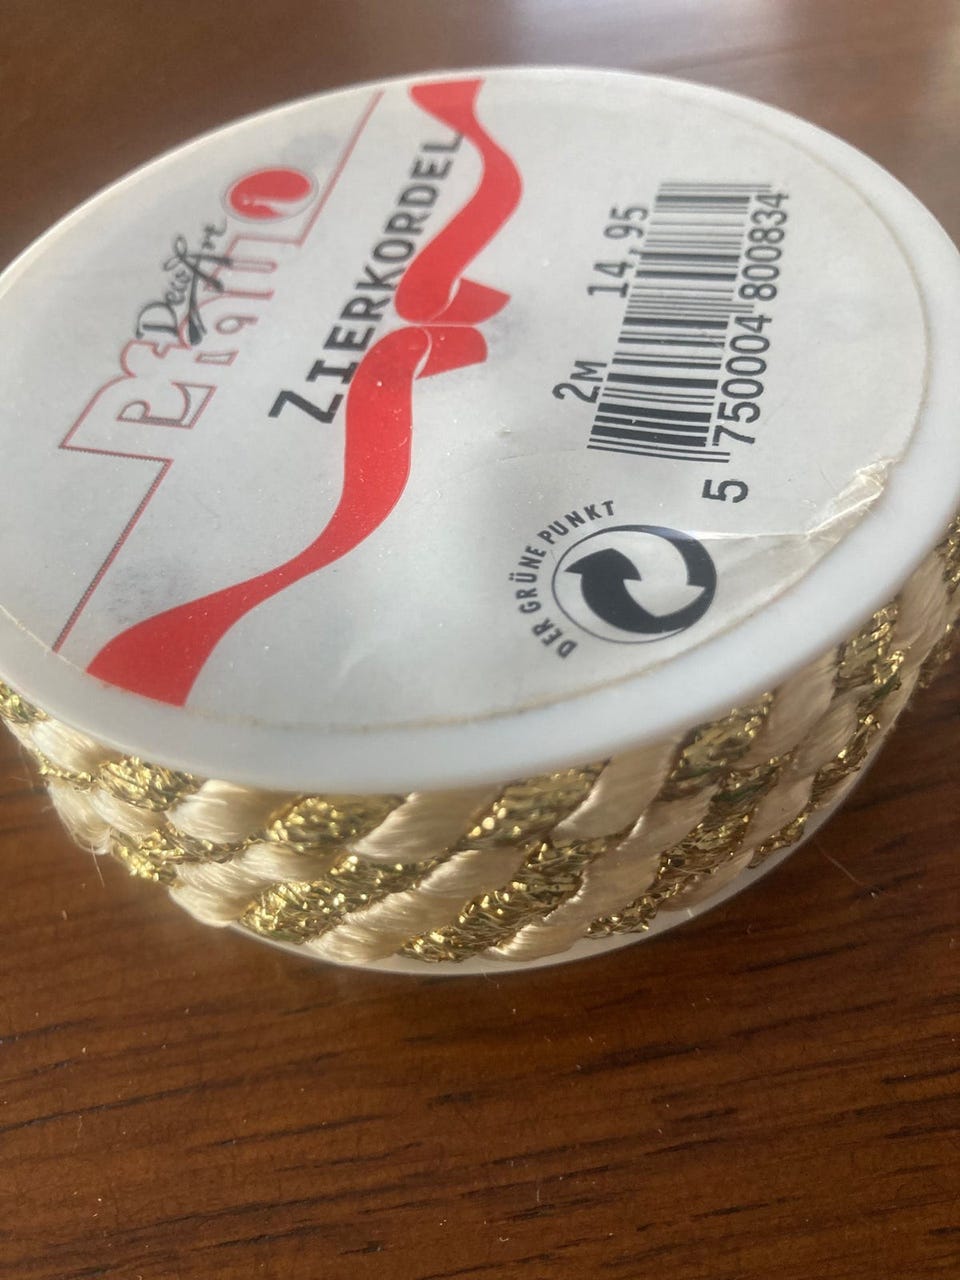 ZIERKORDEL
2M 14,95
5 750004 800834
DER GRÜNE PUNKT